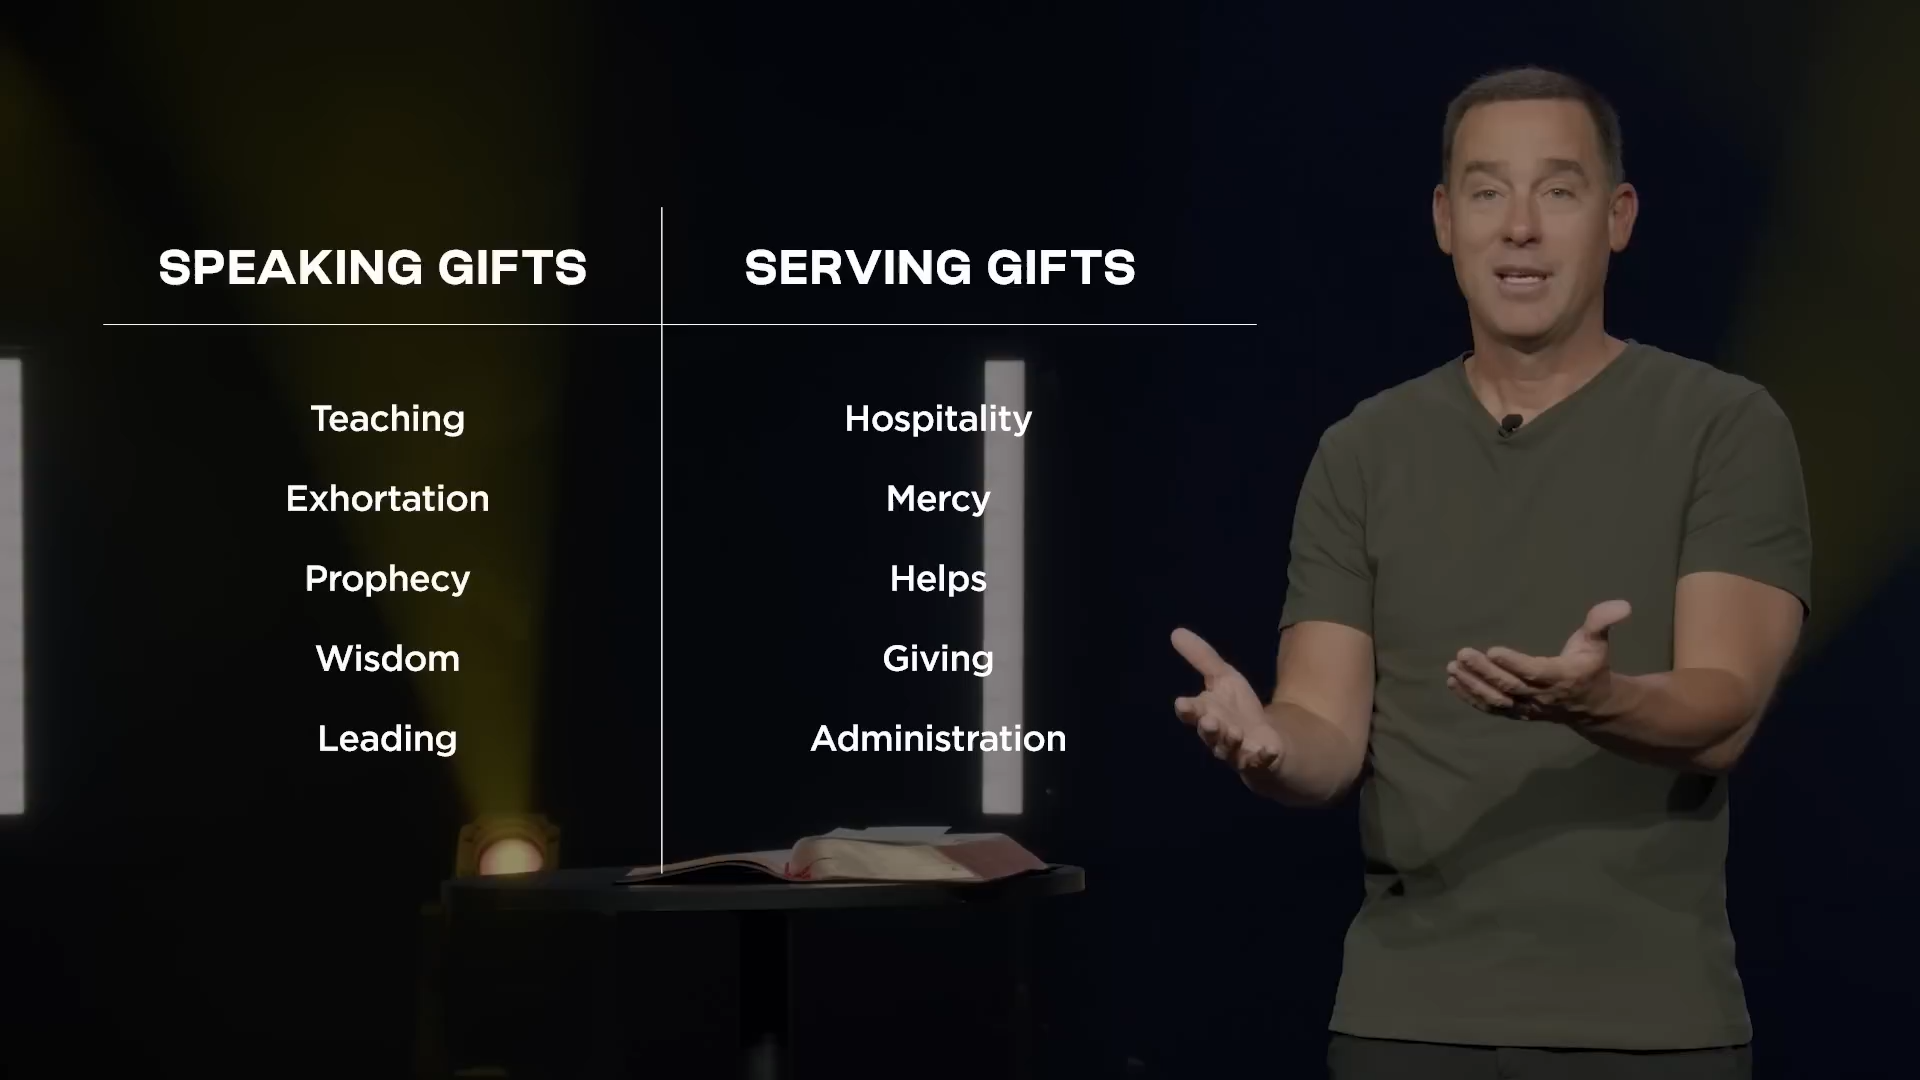 SPEAKING GIFTS
SERVING GIFTS
Teaching
Hospitality
Exhortation
Mercy
Prophecy
Helps
Wisdom
Giving
Leading
Administration